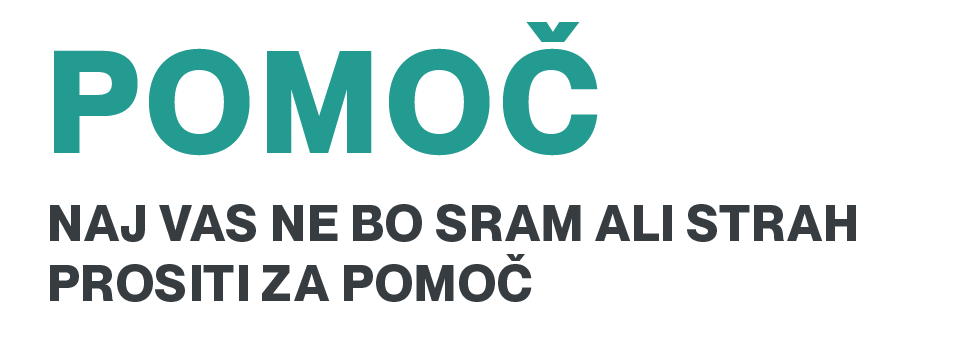 POMOČ
NAJ VAS NE BO SRAM ALI STRAH
PROSITI ZA POMOČ